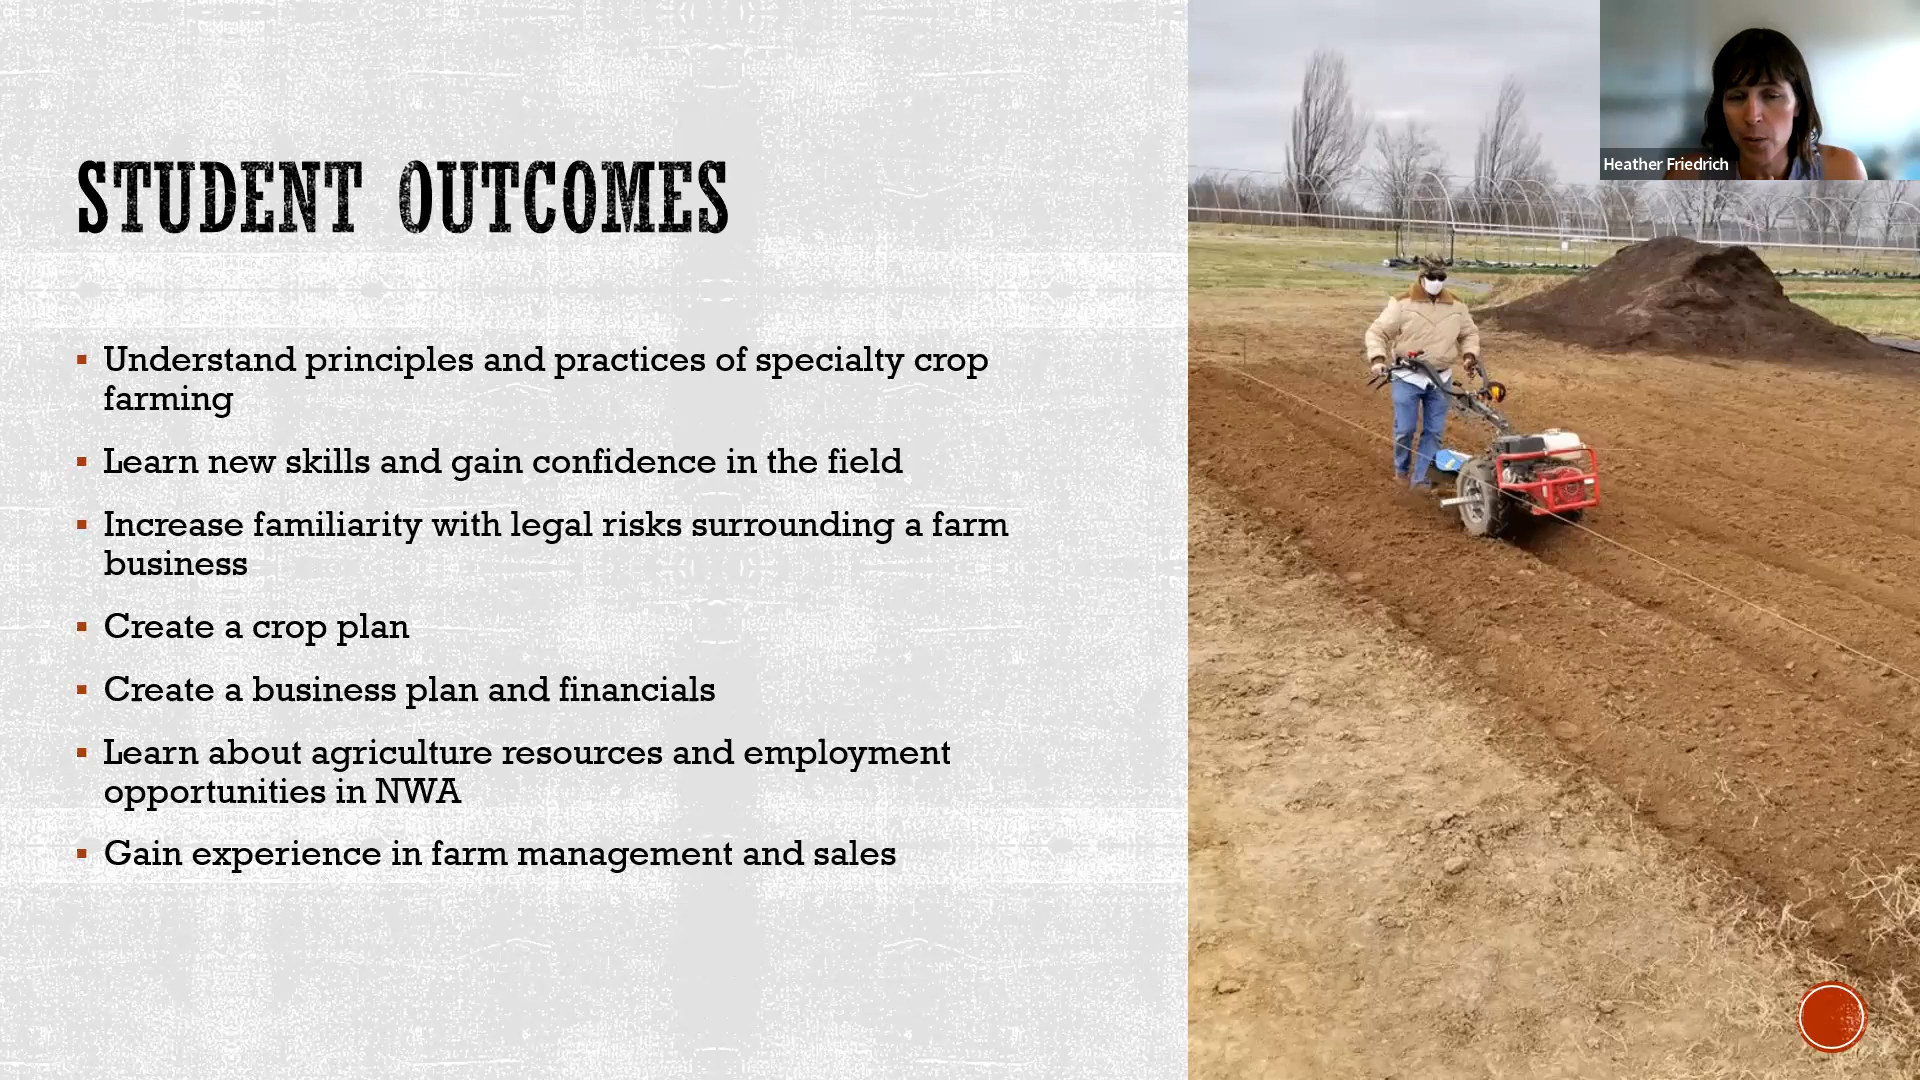 STUDENT OUTCOMES
Understand principles and practices of specialty crop
farming
Learn new skills and gain confidence in the field
Increase familiarity with legal risks surrounding a farm
business
Create a crop plan
Create a business plan and financials
Learn about agriculture resources and employment
opportunities in NWA
Gain experience in farm management and sales
Heather Friedrich